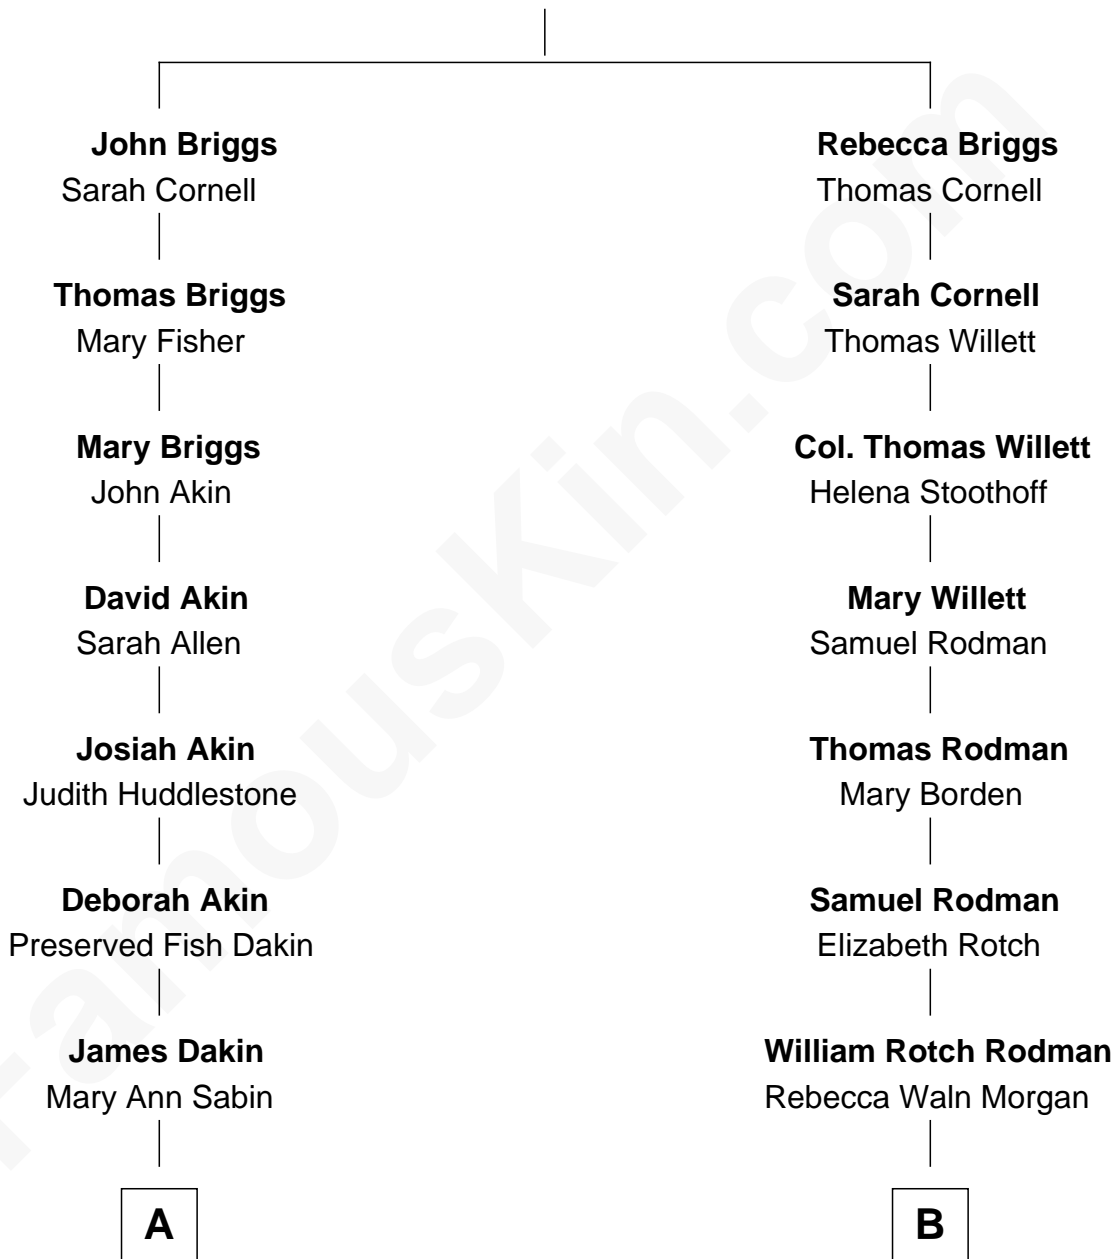 John Briggs
Sarah Cornell
Thomas Briggs
Mary Fisher
Mary Briggs
John Akin
David Akin
Sarah Allen
Josiah Akin
Judith Huddlestone
Deborah Akin
Preserved Fish Dakin
James Dakin
Mary Ann Sabin
A
Rebecca Briggs
Thomas Cornell
Sarah Cornell
Thomas Willett
Col. Thomas Willett
Helena Stoothoff
Mary Willett
Samuel Rodman
Thomas Rodman
Mary Borden
Samuel Rodman
Elizabeth Rotch
William Rotch Rodman
Rebecca Waln Morgan
B
FamousKin.com